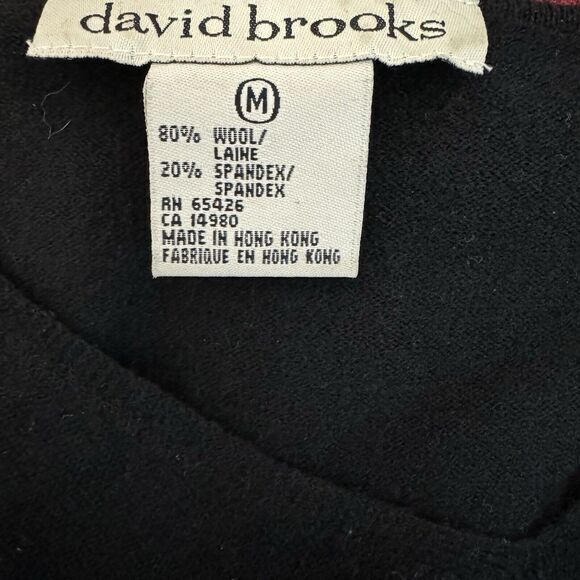 david brooks
M
80% WOOL/
LAINE
20% SPANDEX/
SPANDEX
RN 65426
CA 14980
MADE IN HONG KONG
FABRIQUE EN HONG KONG